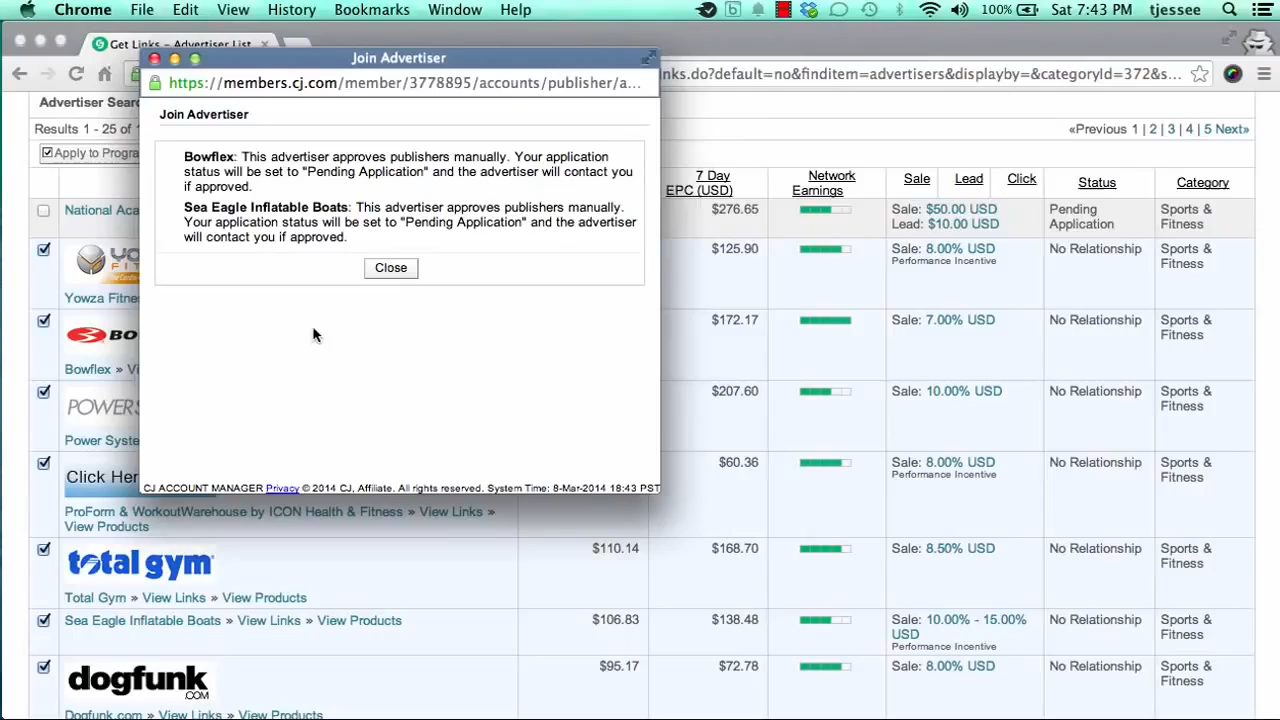 Chrome File Edit View History Bookmarks Window Help 100% Sat 7:43 PM tjessee
Get Links – Advertiser List
Join Advertiser
https://members.cj.com/member/3778895/accounts/publisher/a...
nks.do?default=no&finditem=advertisers&displayby=&categoryId=372&s...
Join Advertiser
Bowflex: This advertiser approves publishers manually. Your application
status will be set to "Pending Application" and the advertiser will contact you
if approved.
Sea Eagle Inflatable Boats: This advertiser approves publishers manually.
Your application status will be set to "Pending Application" and the advertiser
will contact you if approved.
Close
CJ ACCOUNT MANAGER Privacy © 2014 CJ, Affiliate. All rights reserved. System Time: 8-Mar-2014 18:43 PST
Advertiser Sear
Results 1 - 25 of 1
«Previous 1 | 2 | 3 | 4 | 5 Next»
Apply to Progra
7 Day
EPC (USD)
Network
Earnings
Sale Lead Click Status Category
National Aca
$276.65
Sale: $50.00 USD
Lead: $10.00 USD
Pending
Application
Sports &
Fitness
YO
FIT
Yowza Fitne
$125.90
Sale: 8.00% USD
Performance Incentive
No Relationship
Sports &
Fitness
BO
Bowflex » Vi
$172.17
Sale: 7.00% USD
No Relationship
Sports &
Fitness
POWERS
Power Syste
$207.60
Sale: 10.00% USD
No Relationship
Sports &
Fitness
Click Her
ProForm & WorkoutWarehouse by ICON Health & Fitness » View Links »
View Products
$60.36
Sale: 8.00% USD
Performance Incentive
No Relationship
Sports &
Fitness
total gym
Total Gym » View Links » View Products
$110.14
$168.70
Sale: 8.50% USD
No Relationship
Sports &
Fitness
Sea Eagle Inflatable Boats » View Links » View Products
$106.83
$138.48
Sale: 10.00% - 15.00%
USD
Performance Incentive
No Relationship
Sports &
Fitness
dogfunk
.COM
Dogfunk.com » View Links » View Products
$95.17
$72.78
Sale: 8.00% USD
No Relationship
Sports &
Fitness